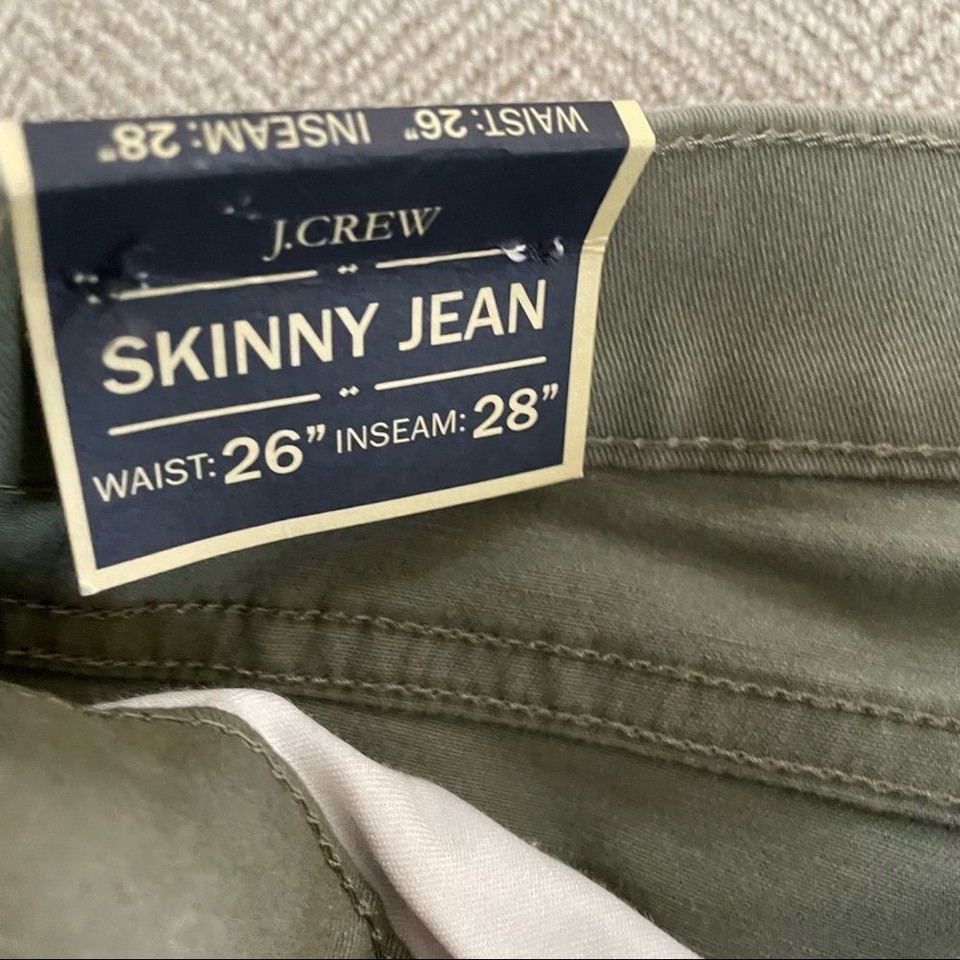 WAIST: 26" INSEAM: 28"
J.CREW
SKINNY JEAN
WAIST: 26” INSEAM: 28”